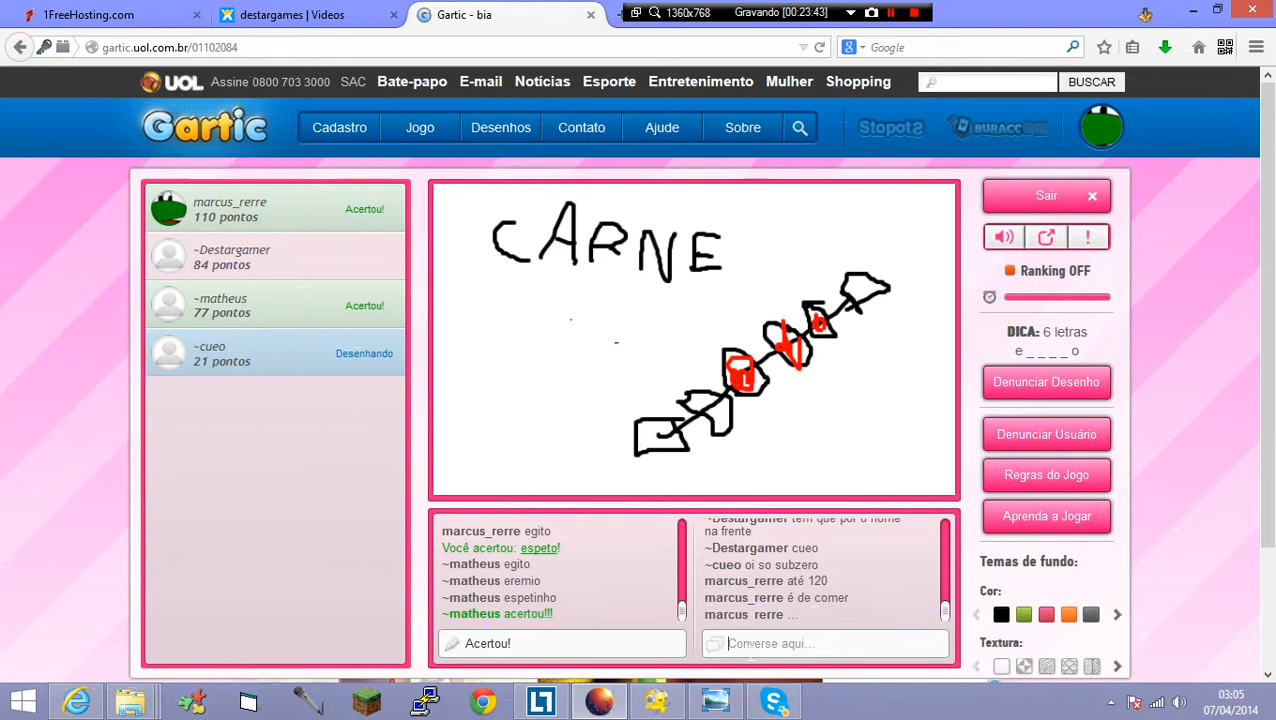 1FreeHosting.com
destargames | Videos
Gartic - bia
1360x768
Gravando [00:23:43]
gartic.uol.com.br/01102084
Google
UOL Assine 0800 703 3000 SAC Bate-papo E-mail Notícias Esporte Entretenimento Mulher Shopping
BUSCAR
Gartic
Cadastro Jogo Desenhos Contato Ajude Sobre
StopotS
marcus_rerre
110 pontos
Acertou!
~Destargamer
84 pontos
~matheus
77 pontos
Acertou!
~cueo
21 pontos
Desenhando
CARNE
L
Sair
Ranking OFF
DICA: 6 letras
e _ _ _ _ o
Denunciar Desenho
Denunciar Usuário
Regras do Jogo
Aprenda a Jogar
Temas de fundo:
Cor:
Textura:
marcus_rerre egito
Você acertou: espeto!
~matheus egito
~matheus eremio
~matheus espetinho
~matheus acertou!!!
Acertou!
~Destargamer tem que por o nome
na frente
~Destargamer cueo
~cueo oi so subzero
marcus_rerre até 120
marcus_rerre é de comer
marcus_rerre ...
Converse aqui...
03:05
07/04/2014